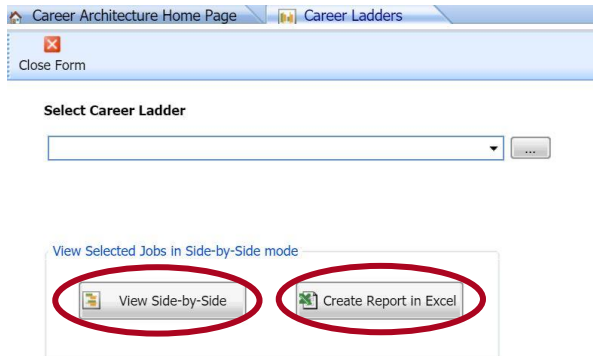 Career Architecture Home Page Career Ladders
Close Form
Select Career Ladder
...
View Selected Jobs in Side-by-Side mode
View Side-by-Side Create Report in Excel